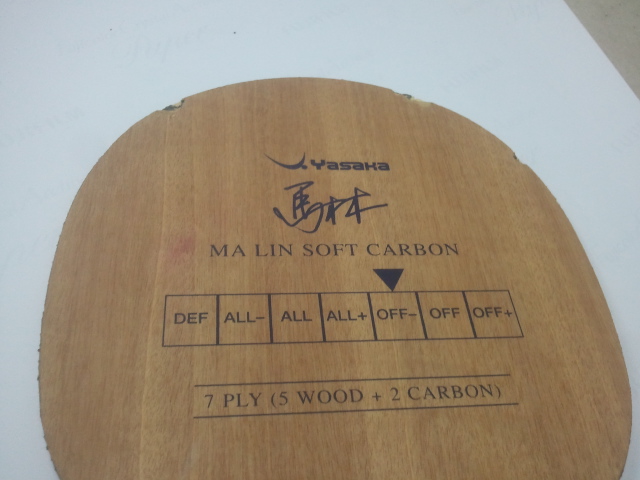 Yasaka
馬林
MA LIN SOFT CARBON
DEF ALL- ALL ALL+ OFF- OFF OFF+
7 PLY (5 WOOD + 2 CARBON)